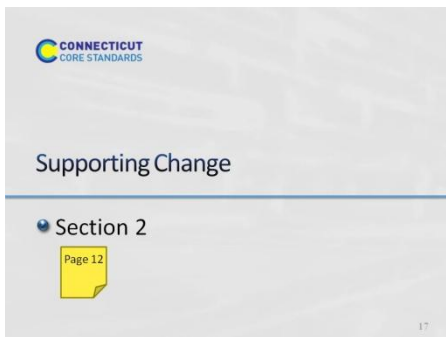 CONNECTICUT
CORE STANDARDS
Supporting Change
Section 2
Page 12
17